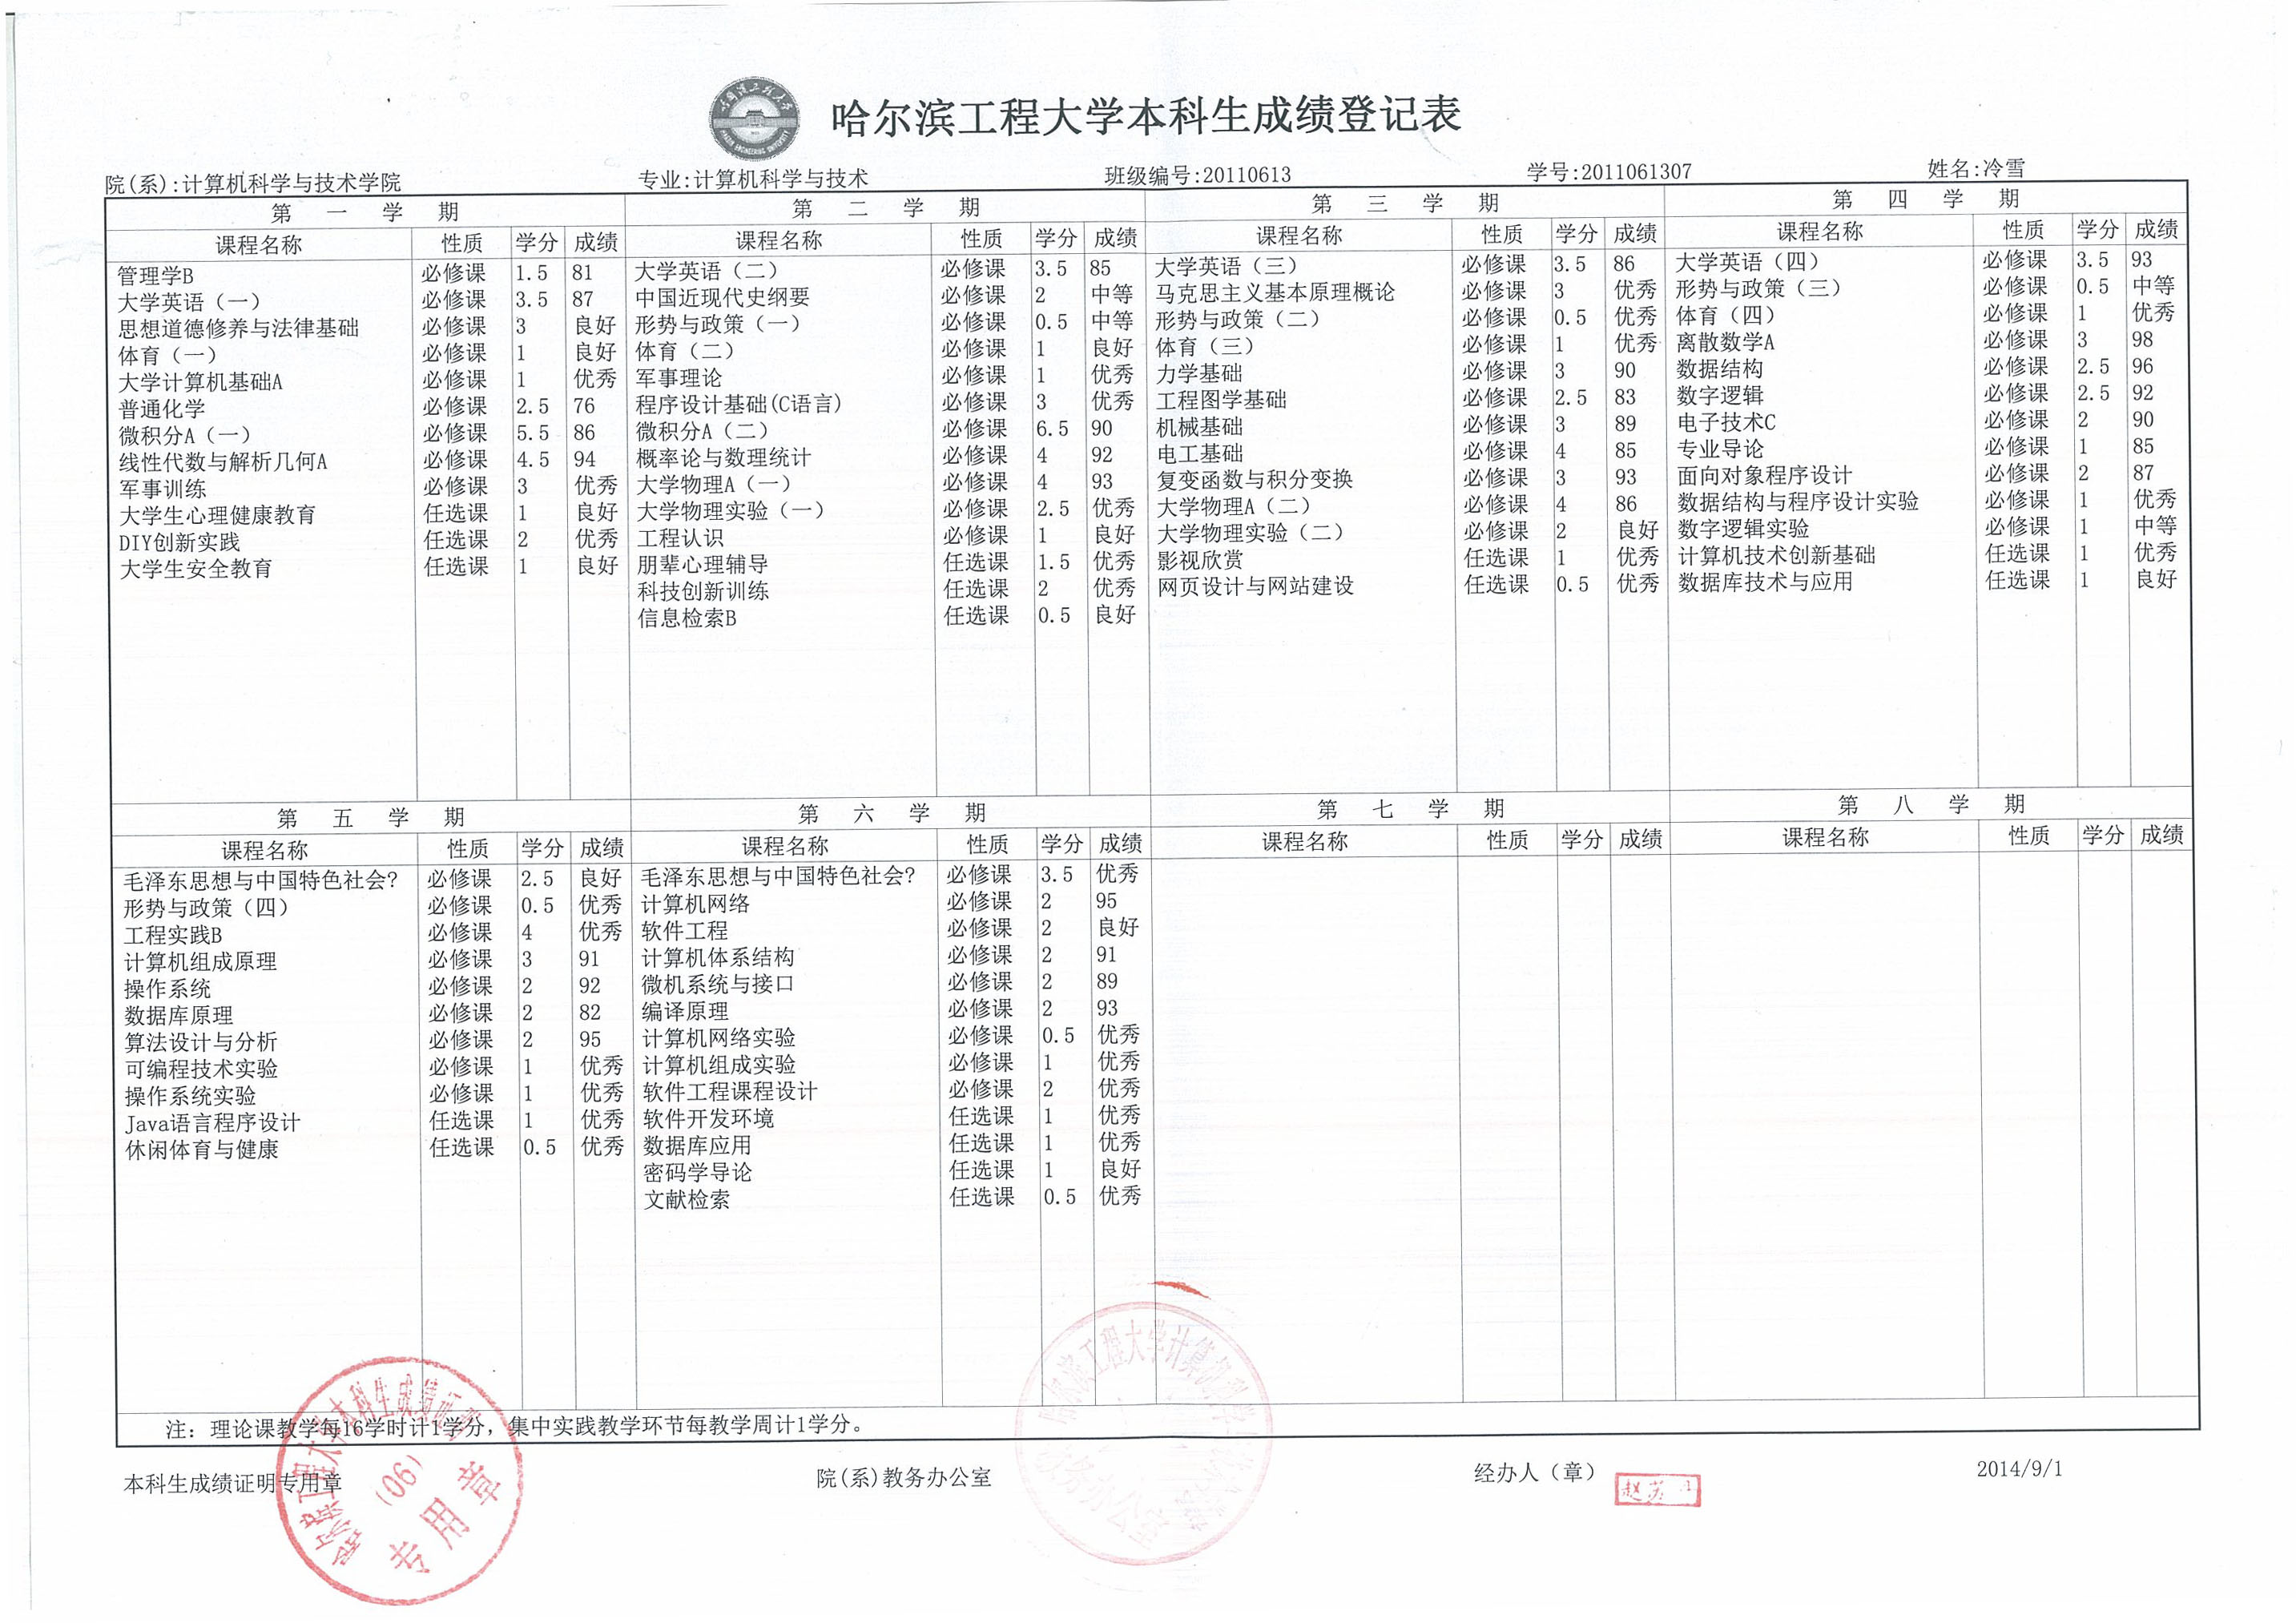 哈尔滨工程大学本科生成绩登记表
院(系):计算机科学与技术学院 专业:计算机科学与技术 班级编号:20110613 学号:2011061307 姓名:冷雪
第 一 学 期
课程名称 性质 学分 成绩
管理学B 必修课 1.5 81
大学英语（一） 必修课 3.5 87
思想道德修养与法律基础 必修课 3 良好
体育（一） 必修课 1 良好
大学计算机基础A 必修课 1 优秀
普通化学 必修课 2.5 76
微积分A（一） 必修课 5.5 86
线性代数与解析几何A 必修课 4.5 94
军事训练 必修课 3 优秀
大学生心理健康教育 任选课 1 良好
DIY创新实践 任选课 2 优秀
大学生安全教育 任选课 1 良好
第 二 学 期
课程名称 性质 学分 成绩
大学英语（二） 必修课 3.5 85
中国近现代史纲要 必修课 2 中等
形势与政策（一） 必修课 0.5 中等
体育（二） 必修课 1 良好
军事理论 必修课 1 优秀
程序设计基础(C语言) 必修课 3 优秀
微积分A（二） 必修课 6.5 90
概率论与数理统计 必修课 4 92
大学物理A（一） 必修课 4 93
大学物理实验（一） 必修课 2.5 优秀
工程认识 必修课 1 良好
朋辈心理辅导 任选课 1.5 优秀
科技创新训练 任选课 2 优秀
信息检索B 任选课 0.5 良好
第 三 学 期
课程名称 性质 学分 成绩
大学英语（三） 必修课 3.5 86
马克思主义基本原理概论 必修课 3 优秀
形势与政策（二） 必修课 0.5 优秀
体育（三） 必修课 1 优秀
力学基础 必修课 3 90
工程图学基础 必修课 2.5 83
机械基础 必修课 3 89
电工基础 必修课 4 85
复变函数与积分变换 必修课 3 93
大学物理A（二） 必修课 4 86
大学物理实验（二） 必修课 2 良好
影视欣赏 任选课 1 优秀
网页设计与网站建设 任选课 0.5 优秀
第 四 学 期
课程名称 性质 学分 成绩
大学英语（四） 必修课 3.5 93
形势与政策（三） 必修课 0.5 中等
体育（四） 必修课 1 优秀
离散数学A 必修课 3 98
数据结构 必修课 2.5 96
数字逻辑 必修课 2.5 92
电子技术C 必修课 2 90
专业导论 必修课 1 85
面向对象程序设计 必修课 2 87
数据结构与程序设计实验 必修课 1 优秀
数字逻辑实验 必修课 1 中等
计算机技术创新基础 任选课 1 优秀
数据库技术与应用 任选课 1 良好
第 五 学 期
课程名称 性质 学分 成绩
毛泽东思想与中国特色社会? 必修课 2.5 良好
形势与政策（四） 必修课 0.5 优秀
工程实践B 必修课 4 优秀
计算机组成原理 必修课 3 91
操作系统 必修课 2 92
数据库原理 必修课 2 82
算法设计与分析 必修课 2 95
可编程技术实验 必修课 1 优秀
操作系统实验 必修课 1 优秀
Java语言程序设计 任选课 1 优秀
休闲体育与健康 任选课 0.5 优秀
第 六 学 期
课程名称 性质 学分 成绩
毛泽东思想与中国特色社会? 必修课 3.5 优秀
计算机网络 必修课 2 95
软件工程 必修课 2 良好
计算机体系结构 必修课 2 91
微机系统与接口 必修课 2 89
编译原理 必修课 2 93
计算机网络实验 必修课 0.5 优秀
计算机组成实验 必修课 1 优秀
软件工程课程设计 必修课 2 优秀
软件开发环境 任选课 1 优秀
数据库应用 任选课 1 优秀
密码学导论 任选课 1 良好
文献检索 任选课 0.5 优秀
第 七 学 期
课程名称 性质 学分 成绩
第 八 学 期
课程名称 性质 学分 成绩
注：理论课教学每16学时计1学分，集中实践教学环节每教学周计1学分。
本科生成绩证明专用章 院(系)教务办公室 经办人（章） 2014/9/1
哈尔滨工程大学本科生成绩证明
(06)
专用章
哈尔滨工程大学计算机科学
教务办公室